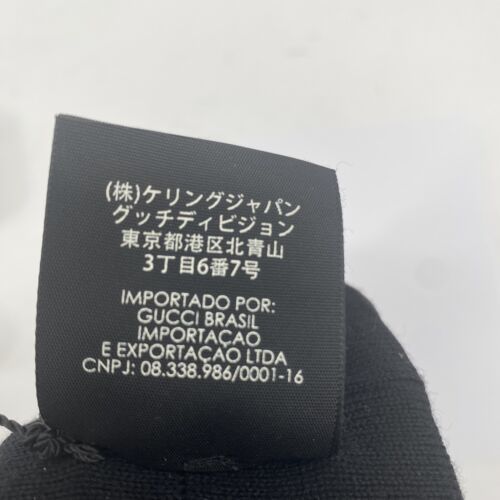 (株)ケリングジャパン
グッチディビジョン
東京都港区北青山
3丁目6番7号
IMPORTADO POR:
GUCCI BRASIL
IMPORTAÇAO
E EXPORTAÇAO LTDA
CNPJ: 08.338.986/0001-16